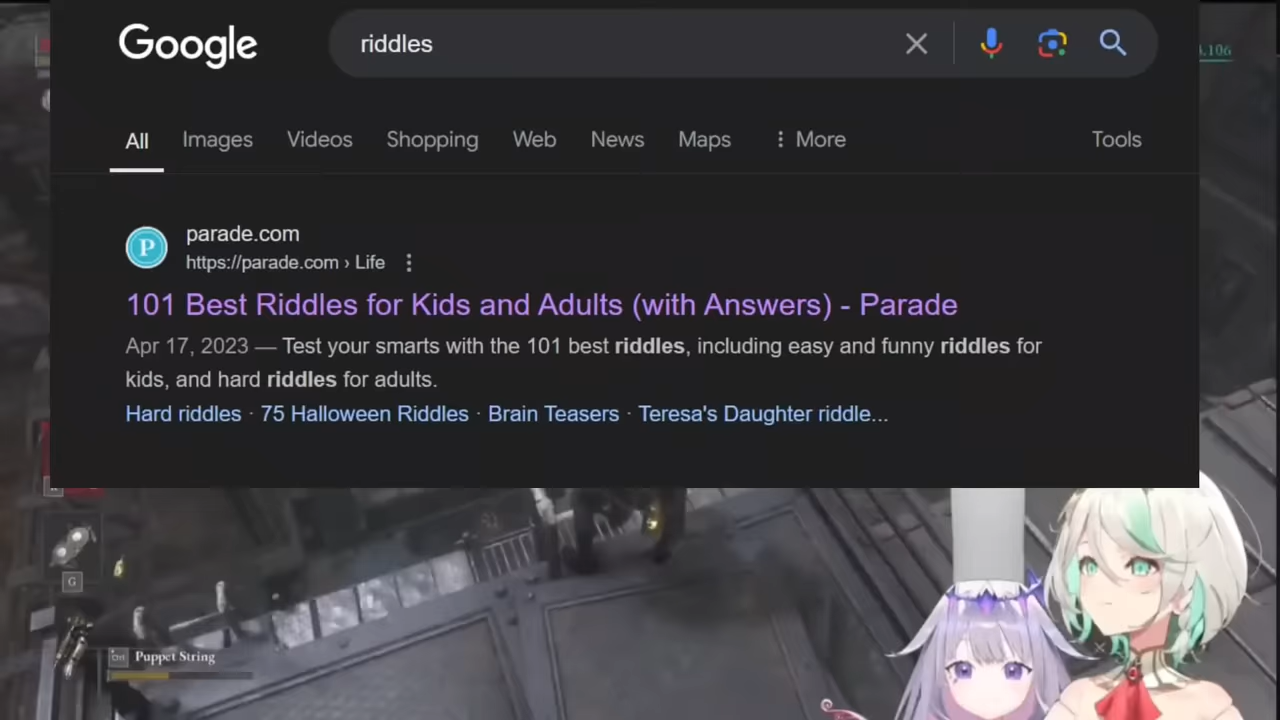 Google
riddles
.106
All Images Videos Shopping Web News Maps More Tools
P
parade.com
https://parade.com › Life
101 Best Riddles for Kids and Adults (with Answers) - Parade
Apr 17, 2023 — Test your smarts with the 101 best riddles, including easy and funny riddles for
kids, and hard riddles for adults.
Hard riddles · 75 Halloween Riddles · Brain Teasers · Teresa's Daughter riddle...
G
Ctrl Puppet String